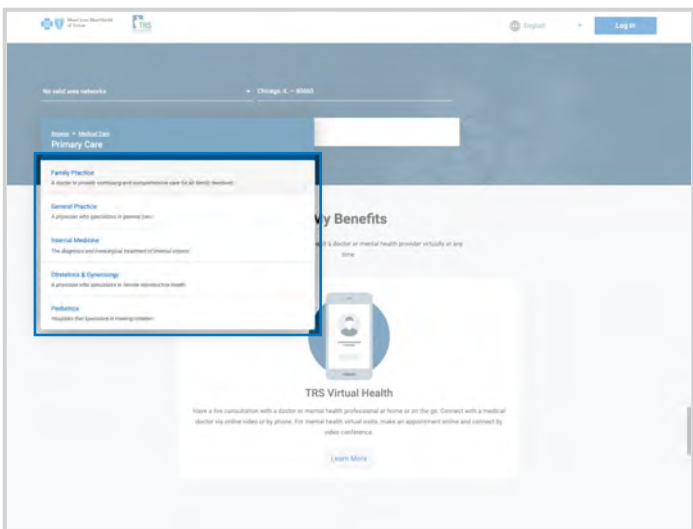 BlueCross BlueShield
of Texas
TRS
English
Log In
No valid area networks
Chicago, IL – 60660
Browse > Medical Care
Primary Care
Family Practice
A doctor to provide continuing and comprehensive care for all family members
General Practice
A physician who specializes in general care
Internal Medicine
The diagnosis and nonsurgical treatment of internal
Obstetrics & Gynecology
A physician who specializes in female reproductive health
Pediatrics
Hospitals that specialize in treating children
My Benefits
a doctor or mental health provider virtually at any
time.
TRS Virtual Health
Have a live consultation with a doctor or mental health professional at home or on the go. Connect with a medical
doctor via online video or by phone. For mental health virtual visits, make an appointment online and connect by
video conference.
Learn More